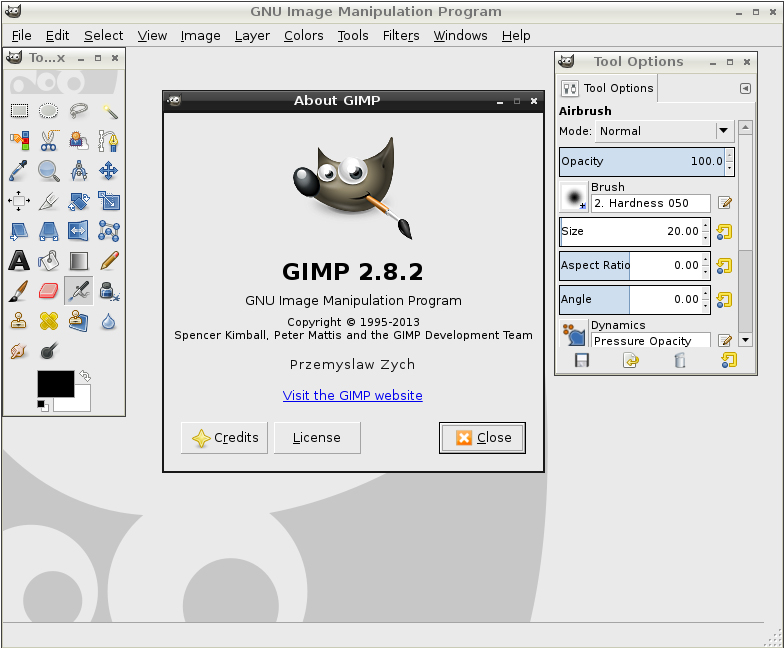 GNU Image Manipulation Program
File Edit Select View Image Layer Colors Tools Filters Windows Help
To...x
About GIMP
GIMP 2.8.2
GNU Image Manipulation Program
Copyright © 1995-2013
Spencer Kimball, Peter Mattis and the GIMP Development Team
Przemyslaw Zych
Visit the GIMP website
Credits License Close
Tool Options
Tool Options
Airbrush
Mode: Normal
Opacity 100.0
Brush
2. Hardness 050
Size 20.00
Aspect Ratio 0.00
Angle 0.00
Dynamics
Pressure Opacity